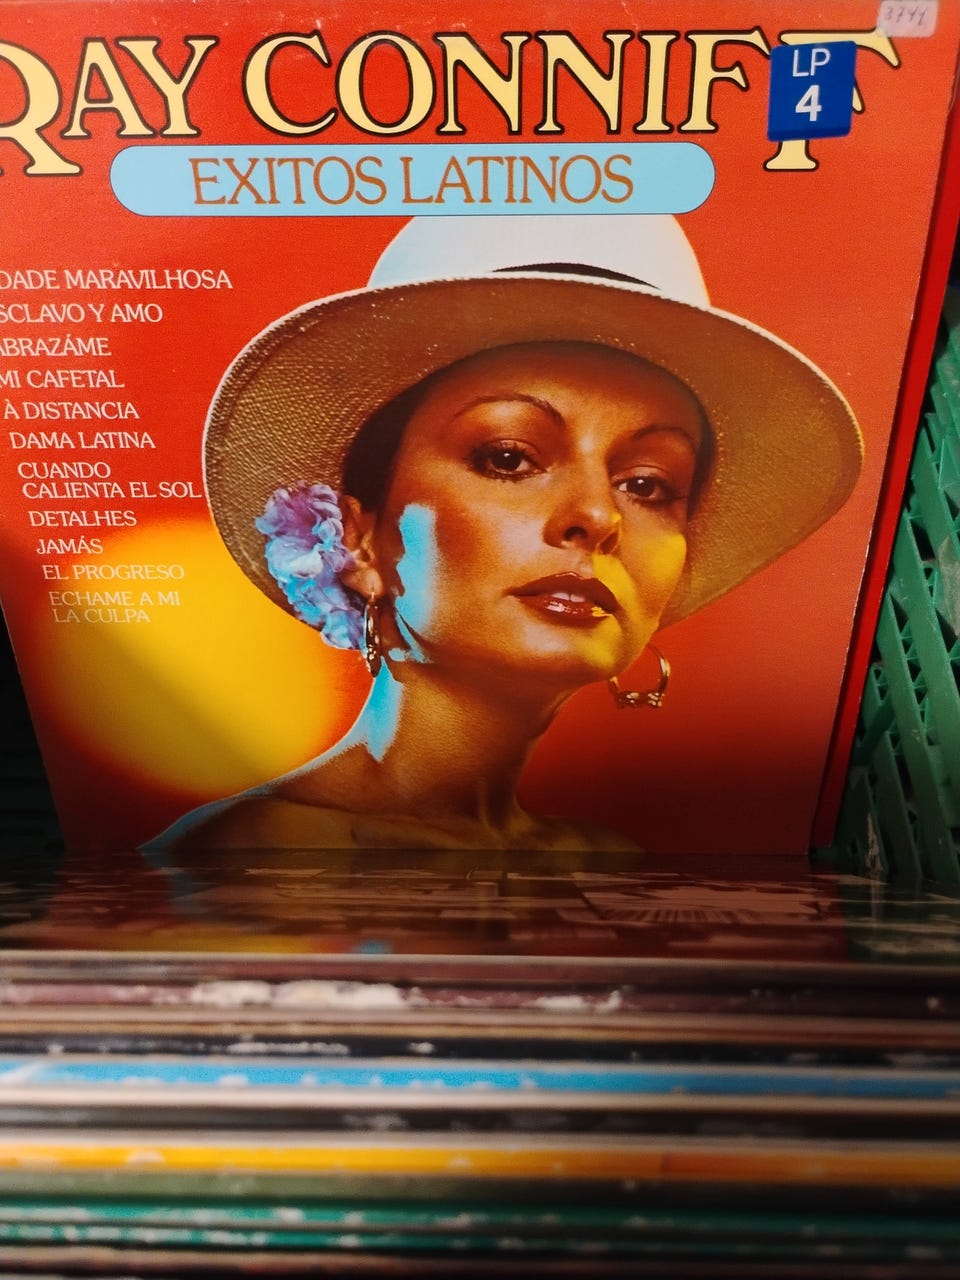 RAY CONNIFF
LP
4
3744
EXITOS LATINOS
DADE MARAVILHOSA
SCLAVO Y AMO
ABRAZÁME
MI CAFETAL
À DISTANCIA
DAMA LATINA
CUANDO
CALIENTA EL SOL
DETALHES
JAMÁS
EL PROGRESO
ECHAME A MI
LA CULPA